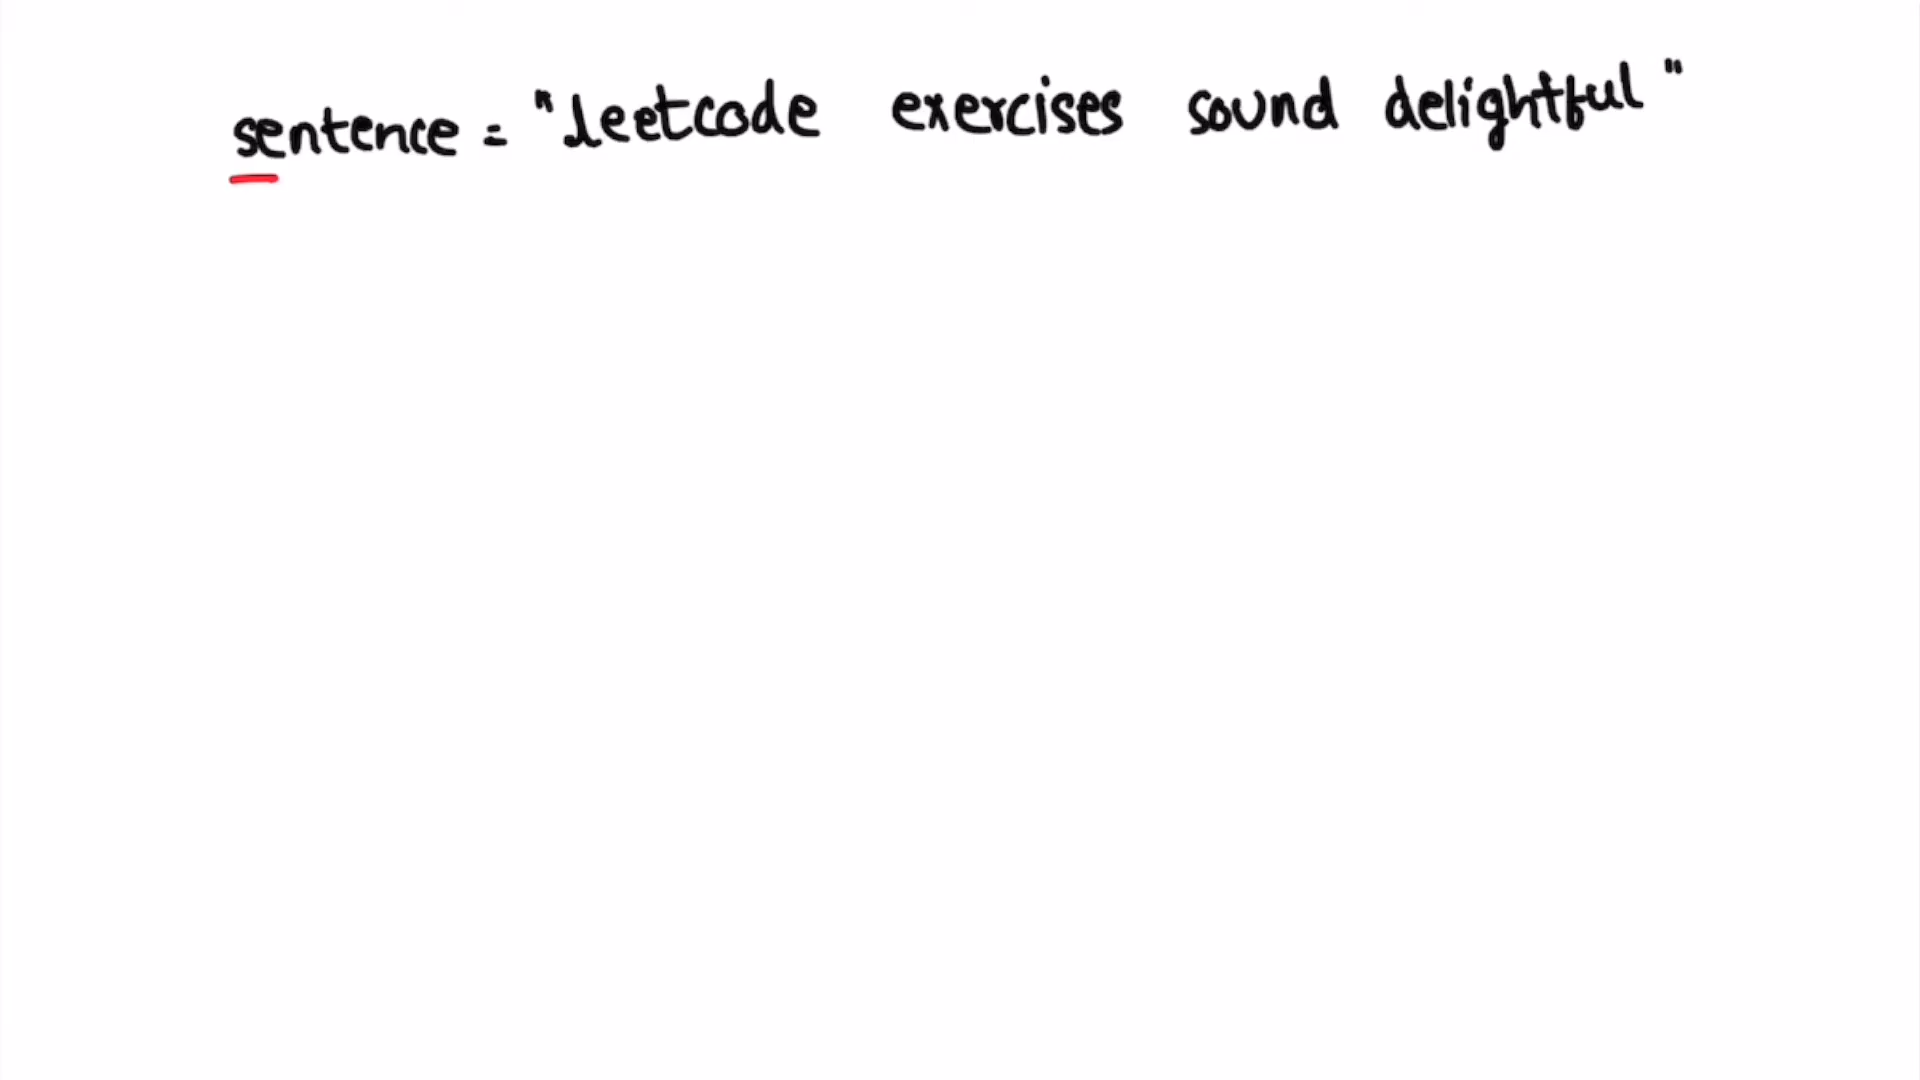 sentence = "leetcode exercises sound delightful"